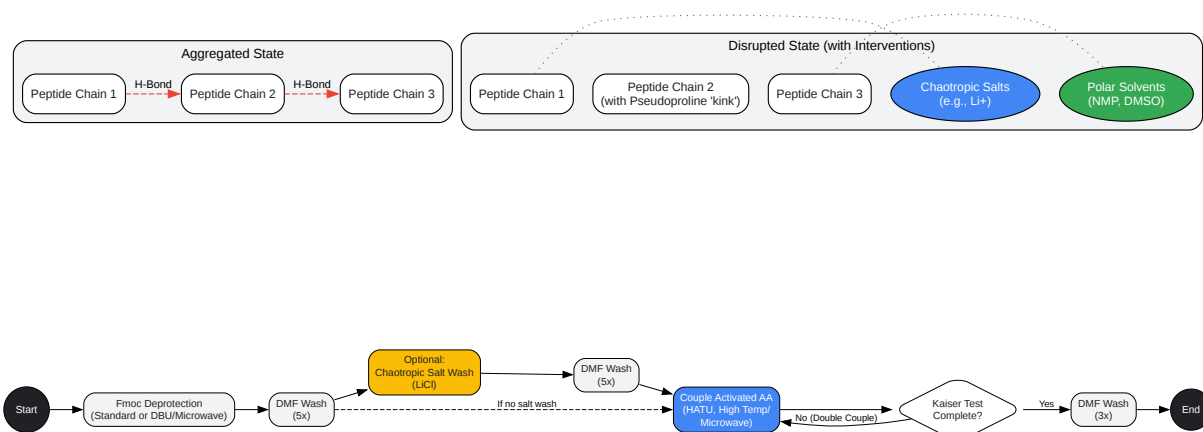 Aggregated State
Peptide Chain 1
H-Bond
Peptide Chain 2
H-Bond
Peptide Chain 3
Disrupted State (with Interventions)
Peptide Chain 1
Peptide Chain 2
(with Pseudoproline 'kink')
Peptide Chain 3
Chaotropic Salts
(e.g., Li+)
Polar Solvents
(NMP, DMSO)
Start
Fmoc Deprotection
(Standard or DBU/Microwave)
DMF Wash
(5x)
Optional:
Chaotropic Salt Wash
(LiCl)
DMF Wash
(5x)
If no salt wash
Couple Activated AA
(HATU, High Temp/
Microwave)
No (Double Couple)
Kaiser Test
Complete?
Yes
DMF Wash
(3x)
End